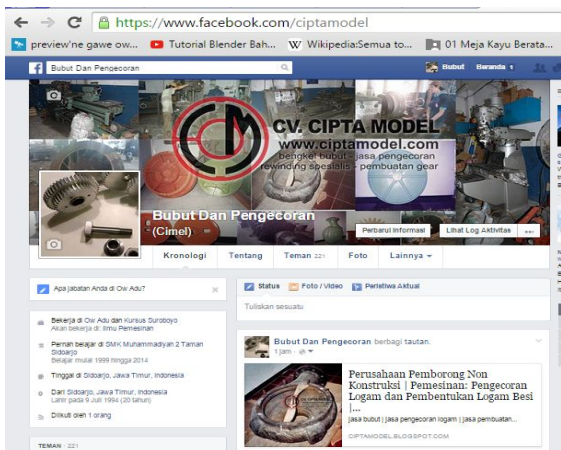 https://www.facebook.com/ciptamodel
preview'ne gawe ow... Tutorial Blender Bah... Wikipedia:Semua to... 01 Meja Kayu Berata...
Bubut Dan Pengecoran
Bubut Beranda 1
CM
CV. CIPTA MODEL
www.ciptamodel.com
bengkel bubut - jasa pengecoran
rewinding spesialis - pembuatan gear
Bubut Dan Pengecoran
(Cimel)
Perbarui Informasi Lihat Log Aktivitas ...
Kronologi Tentang Teman 221 Foto Lainnya
Apa jabatan Anda di Ow Adu?
Bekerja di Ow Adu dan Kursus Suroboyo
Akan bekerja di: Ilmu Pemesinan
Pernah belajar di SMK Muhammadiyah 2 Taman
Sidoarjo
Belajar mulai 1999 hingga 2014
Tinggal di Sidoarjo, Jawa Timur, Indonesia
Dari Sidoarjo, Jawa Timur, Indonesia
Lahir pada 9 Juli 1994 (20 tahun)
Diikuti oleh 1 orang
TEMAN · 221
Status Foto / Video Peristiwa Aktual
Tuliskan sesuatu
Bubut Dan Pengecoran berbagi tautan.
1 jam
Perusahaan Pemborong Non
Konstruksi | Pemesinan: Pengecoran
Logam dan Pembentukan Logam Besi
|...
jasa bubut | jasa pengecoran logam | jasa pembuatan...
CIPTAMODEL.BLOGSPOT.COM